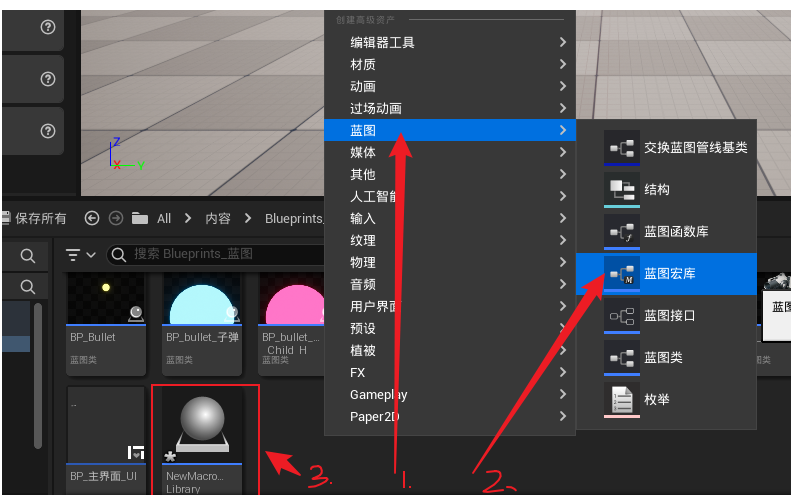 创建高级资产
编辑器工具
材质
动画
过场动画
蓝图
媒体
其他
人工智能
输入
纹理
物理
音频
用户界面
预设
植被
FX
Gameplay
Paper2D
交换蓝图管线基类
结构
蓝图函数库
蓝图宏库
蓝图接口
蓝图类
枚举
Z
X
Y
保存所有
All
内容
Blueprints_
搜索 Blueprints_蓝图
BP_Bullet
蓝图类
BP_bullet_子弹
蓝图类
BP_bullet_...
Child_H
蓝图类
蓝图
BP_主界面_UI
NewMacro...
Library
3.
1.
2、